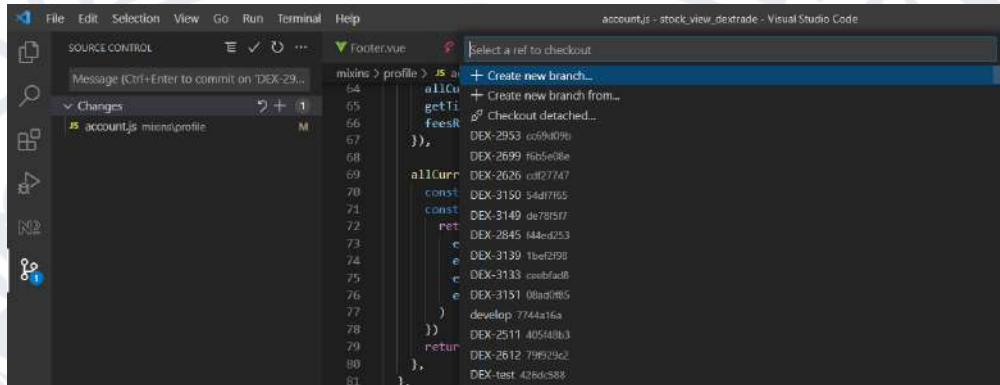 File Edit Selection View Go Run Terminal Help
account.js - stock_view_dextrade - Visual Studio Code
SOURCE CONTROL
Message (Ctrl+Enter to commit on 'DEX-29...
Changes 1
JS account.js mixins\profile M
Footer.vue
mixins > profile > JS a
64 allCu
65 getTi
66 feesR
67 }),
68
69 allCurr
70 const
71 const
72 ret
73 e
74 e
75 e
76 e
77 )
78 })
79 retur
80 },
81 },
Select a ref to checkout
+ Create new branch...
+ Create new branch from...
Checkout detached...
DEX-2953 cc69d09b
DEX-2699 f6b5e08e
DEX-2626 cdf27747
DEX-3150 54df7f65
DEX-3149 de78f5f7
DEX-2845 f44ed253
DEX-3139 1bef2f98
DEX-3133 ceebfad8
DEX-3151 08ad0f85
develop 7744a16a
DEX-2511 405f48b3
DEX-2612 79f929c2
DEX-test 426dc588
1